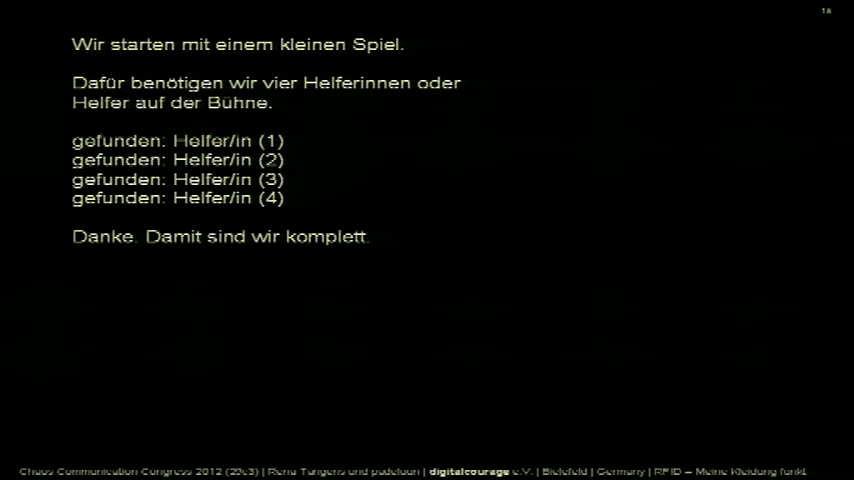 18
Wir starten mit einem kleinen Spiel.
Dafür benötigen wir vier Helferinnen oder
Helfer auf der Bühne.
gefunden: Helfer/in (1)
gefunden: Helfer/in (2)
gefunden: Helfer/in (3)
gefunden: Helfer/in (4)
Danke. Damit sind wir komplett.
Chaos Communication Congress 2012 (29c3) | Rena Tangens und padeluun | digitalcourage e.V. | Bielefeld | Germany | RFID – Meine Kleidung funkt